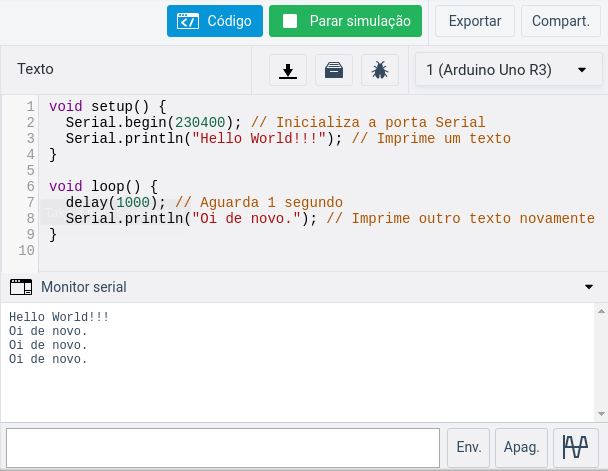 Código
Parar simulação
Exportar
Compart.
Texto
1 (Arduino Uno R3)
1 void setup() {
2   Serial.begin(230400); // Inicializa a porta Serial
3   Serial.println("Hello World!!!"); // Imprime um texto
4 }
5
6 void loop() {
7   delay(1000); // Aguarda 1 segundo
8   Serial.println("Oi de novo."); // Imprime outro texto novamente
9 }
10
Monitor serial
Hello World!!!
Oi de novo.
Oi de novo.
Oi de novo.
Env.
Apag.